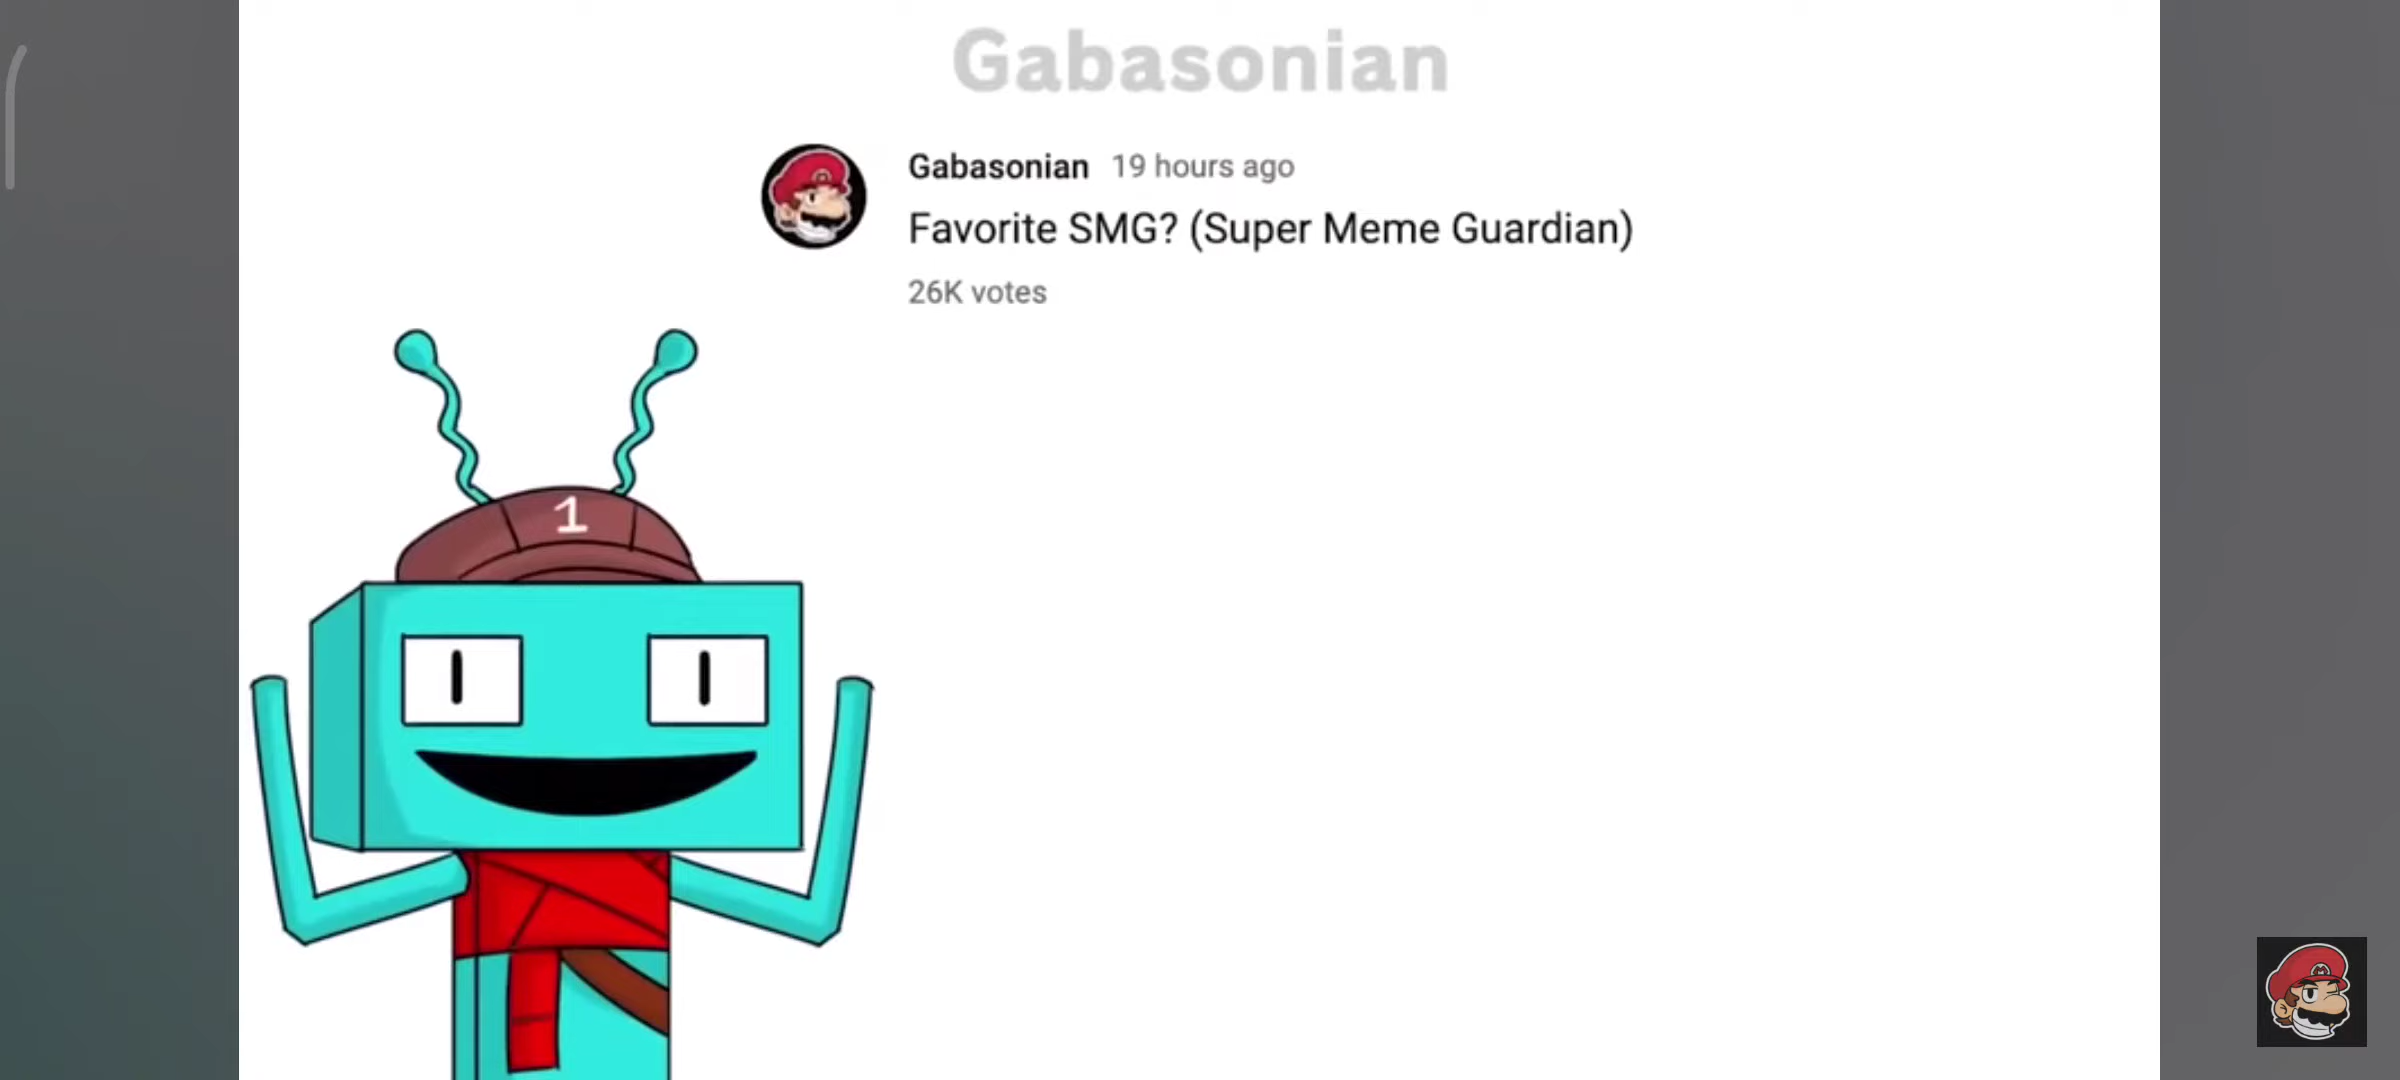 Gabasonian
Gabasonian 19 hours ago
Favorite SMG? (Super Meme Guardian)
26K votes
1